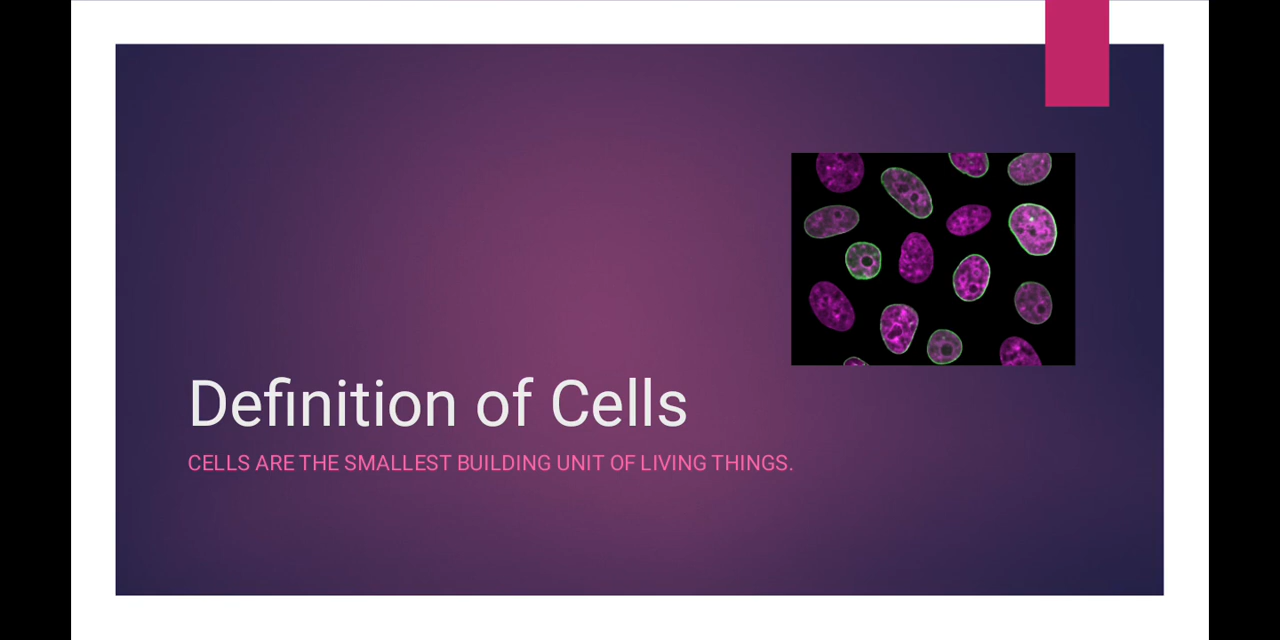 Definition of Cells
CELLS ARE THE SMALLEST BUILDING UNIT OF LIVING THINGS.